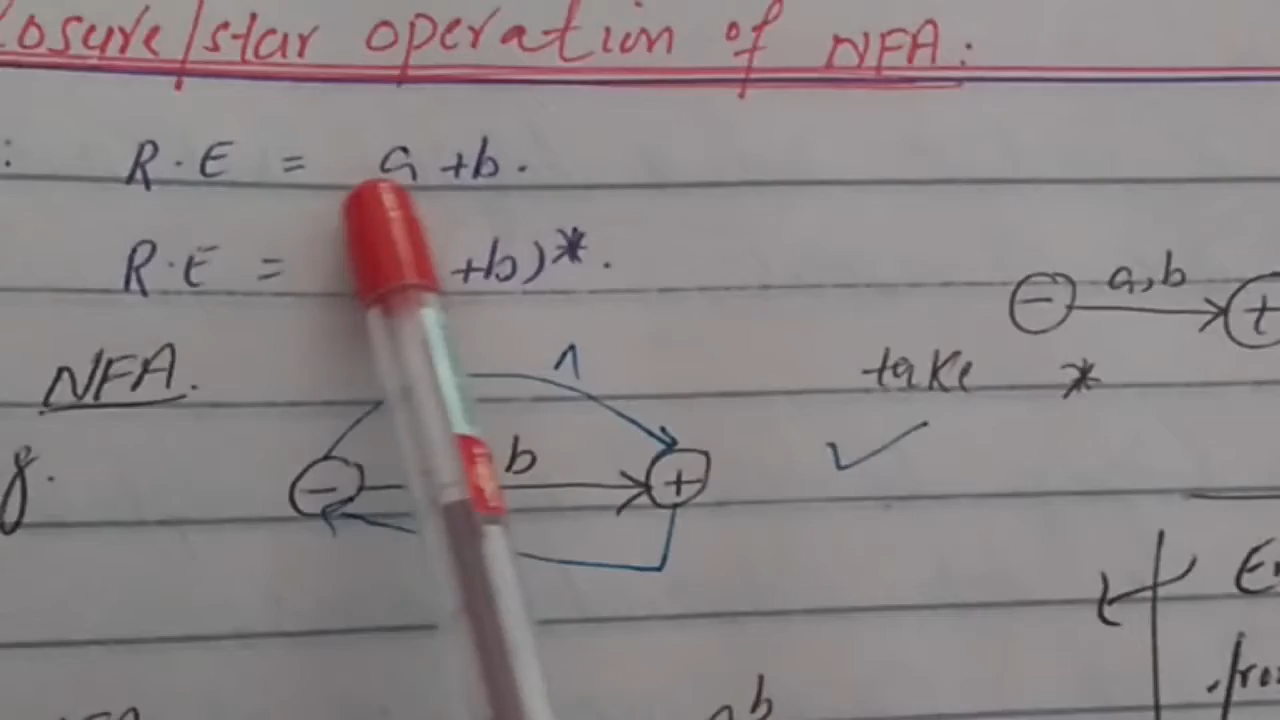 losure/star operation of NFA:
: R.E = a+b.
R.E = +b)*.
a,b
- +
NFA. ^ take *
g. b
- +
b